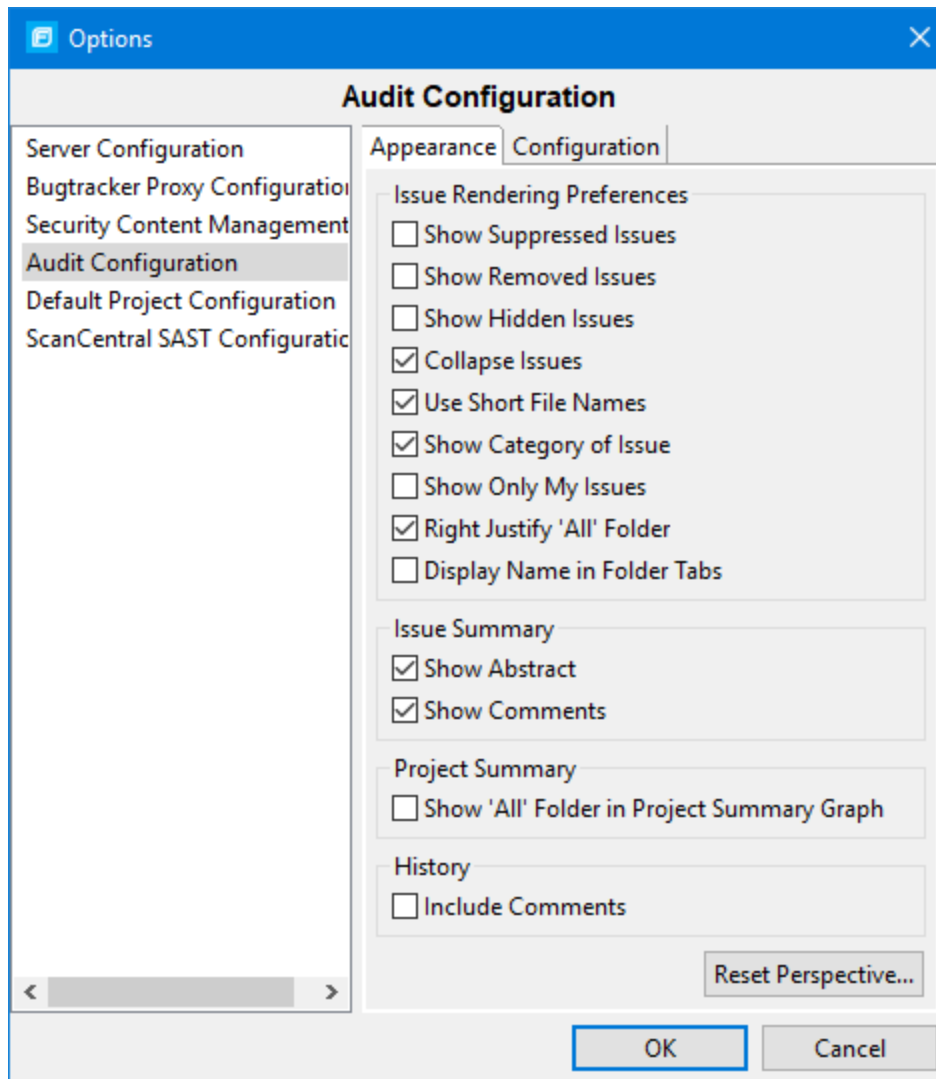 Options
Audit Configuration
Server Configuration
Bugtracker Proxy Configuration
Security Content Management
Audit Configuration
Default Project Configuration
ScanCentral SAST Configuratic
Appearance Configuration
Issue Rendering Preferences
Show Suppressed Issues
Show Removed Issues
Show Hidden Issues
Collapse Issues
Use Short File Names
Show Category of Issue
Show Only My Issues
Right Justify 'All' Folder
Display Name in Folder Tabs
Issue Summary
Show Abstract
Show Comments
Project Summary
Show 'All' Folder in Project Summary Graph
History
Include Comments
Reset Perspective...
OK Cancel